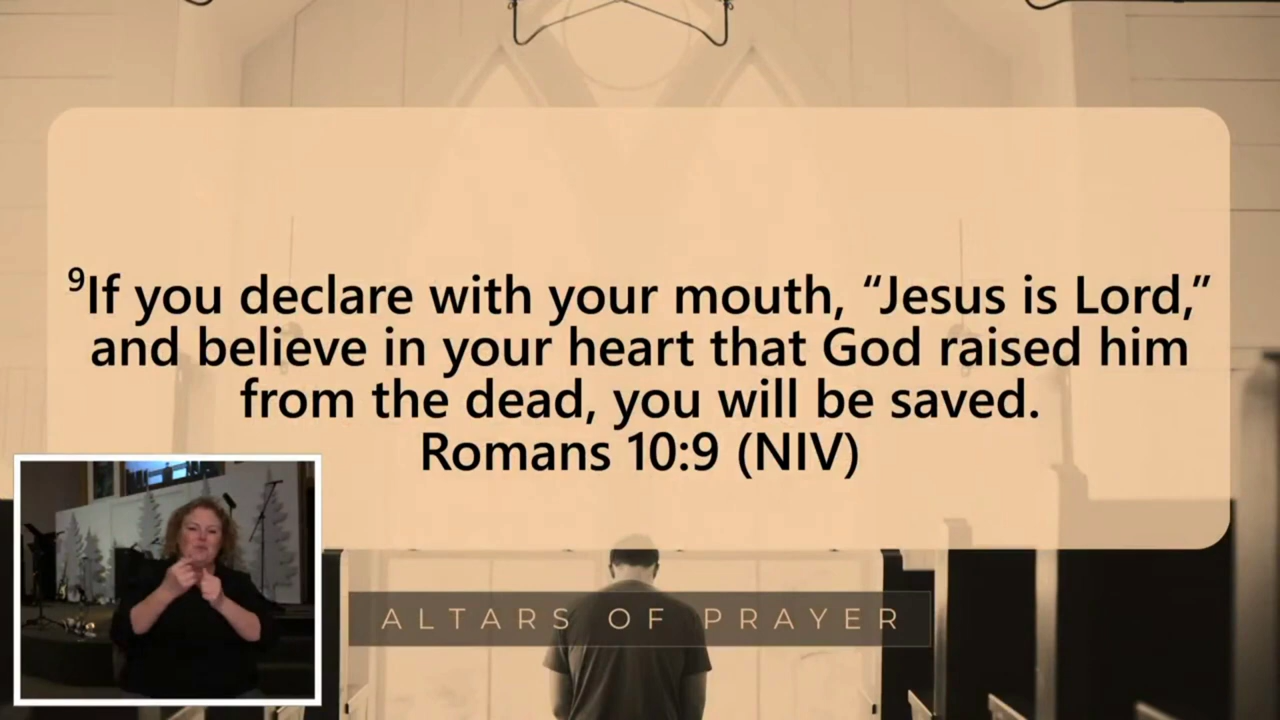 ⁹If you declare with your mouth, “Jesus is Lord,”
and believe in your heart that God raised him
from the dead, you will be saved.
Romans 10:9 (NIV)
ALTARS OF PRAYER